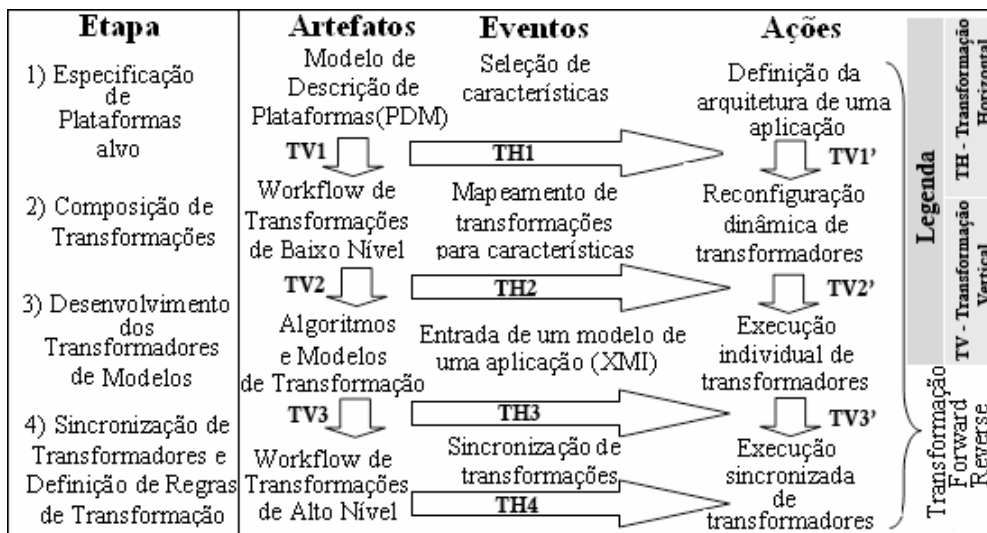 Etapa
Artefatos
Eventos
Ações
1) Especificação
de
Plataformas
alvo
Modelo de
Descrição de
Plataformas(PDM)
Seleção de
características
Definição da
arquitetura de uma
aplicação
TV1
TH1
TV1’
2) Composição de
Transformações
Workflow de
Transformações
de Baixo Nível
Mapeamento de
transformações
para características
Reconfiguração
dinâmica de
transformadores
TV2
TH2
TV2’
3) Desenvolvimento
dos
Transformadores
de Modelos
Algoritmos
e Modelos
de Transformação
Entrada de um modelo de
uma aplicação (XMI)
Execução
individual de
transformadores
TV3
TH3
TV3’
4) Sincronização de
Transformadores e
Definição de Regras
de Transformação
Workflow de
Transformações
de Alto Nível
Sincronização de
transformações
Execução
sincronizada
de
transformadores
TH4
Legenda
TH - Transformação
Horizontal
TV - Transformação
Vertical
Transformação
Forward
Reverse